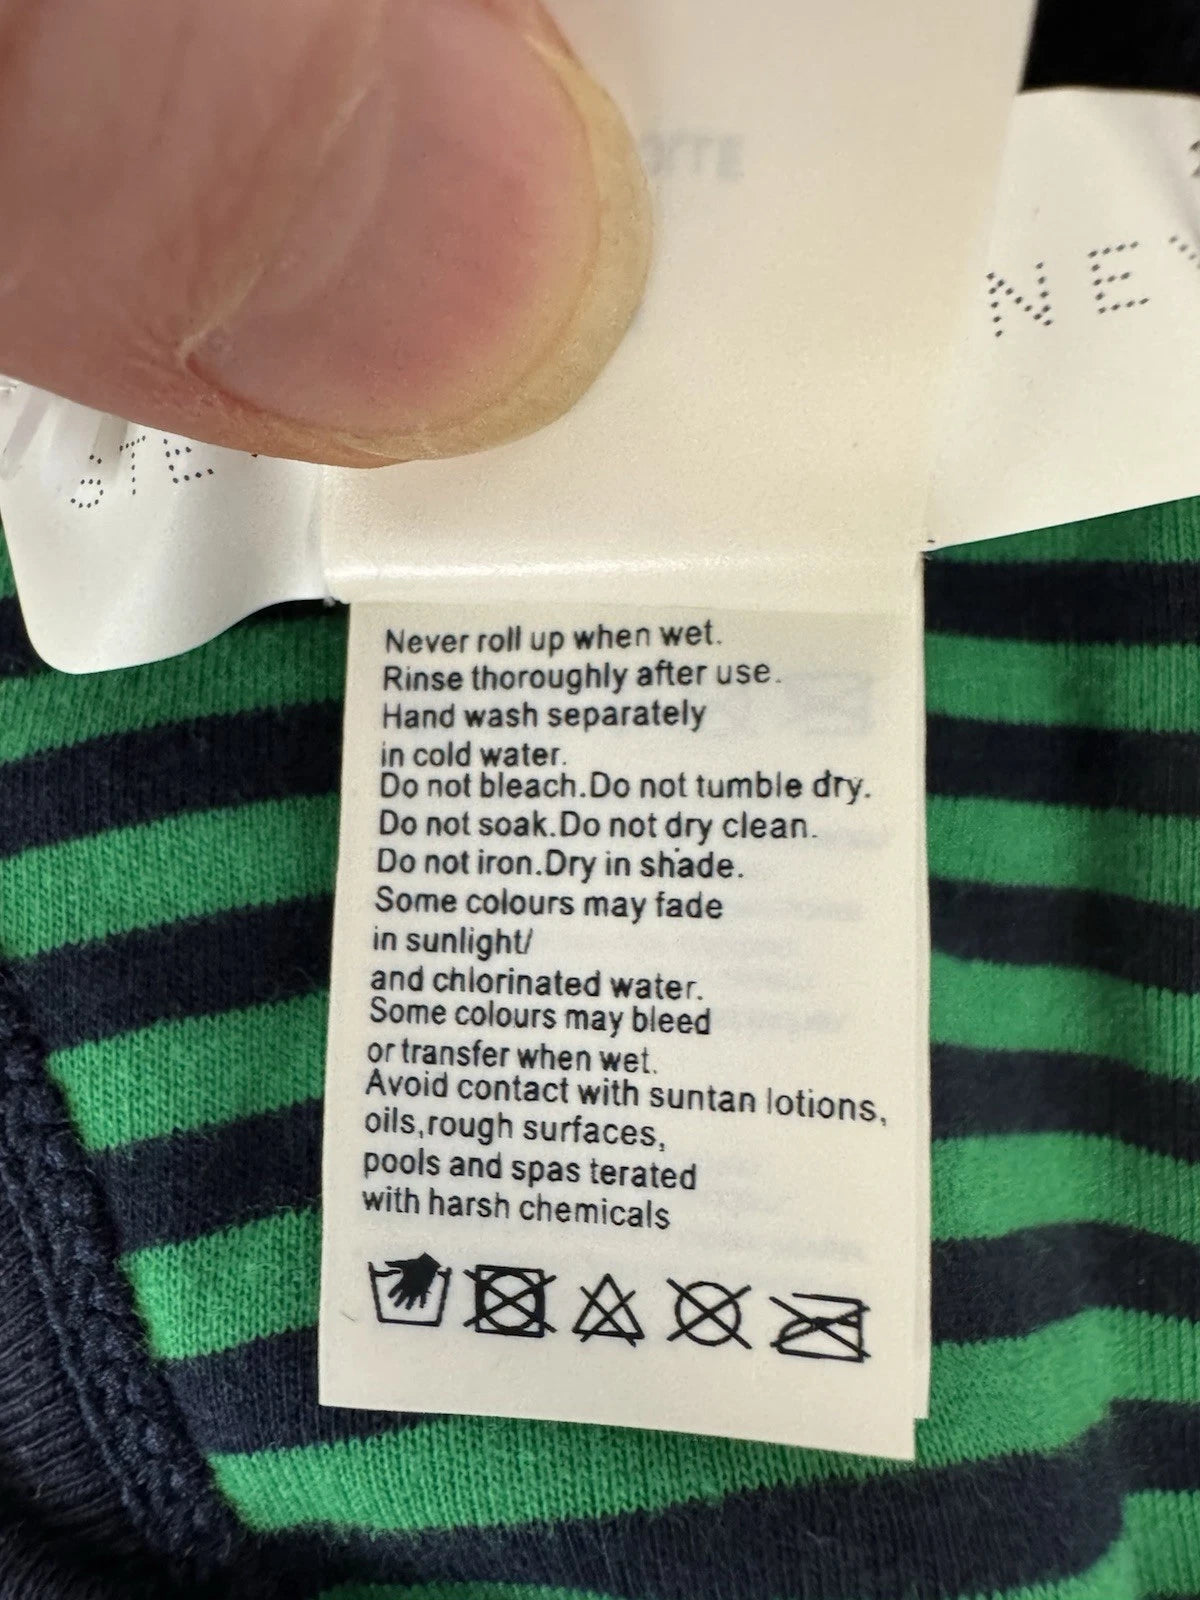 NE
STE
Never roll up when wet.
Rinse thoroughly after use.
Hand wash separately
in cold water.
Do not bleach.Do not tumble dry.
Do not soak.Do not dry clean.
Do not iron.Dry in shade.
Some colours may fade
in sunlight/
and chlorinated water.
Some colours may bleed
or transfer when wet.
Avoid contact with suntan lotions,
oils,rough surfaces,
pools and spas terated
with harsh chemicals